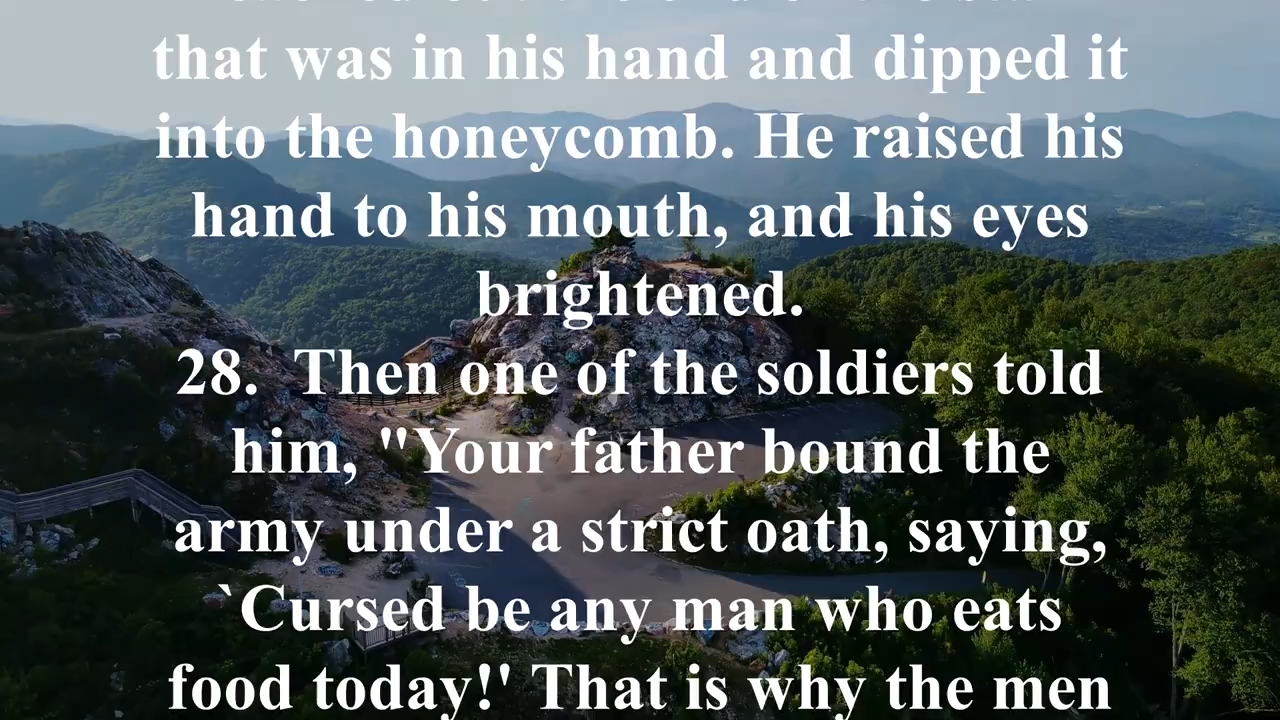 that was in his hand and dipped it
into the honeycomb. He raised his
hand to his mouth, and his eyes
brightened.
28.  Then one of the soldiers told
him, "Your father bound the
army under a strict oath, saying,
`Cursed be any man who eats
food today!' That is why the men